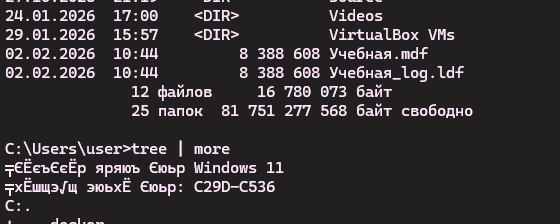 24.01.2026  17:00    <DIR>          Videos
29.01.2026  15:57    <DIR>          VirtualBox VMs
02.02.2026  10:44         8 388 608 Учебная.mdf
02.02.2026  10:44         8 388 608 Учебная_log.ldf
12 файлов     16 780 073 байт
25 папок  81 751 277 568 байт свободно
C:\Users\user>tree | more
╤ЄЁєъЄєЁр яряюъ Єюьр Windows 11
╤хЁшщэ√щ эюьхЁ Єюьр: C29D-C536
C:.